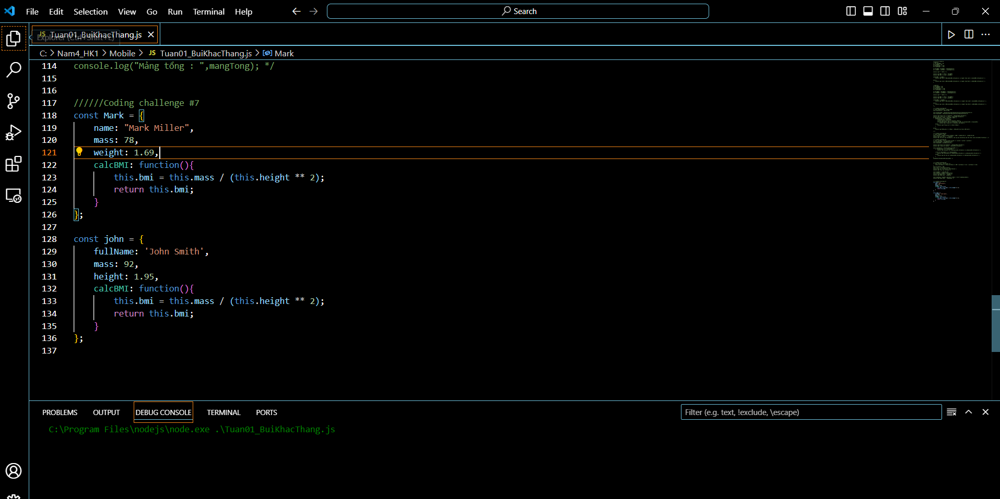 File Edit Selection View Go Run Terminal Help
Search
JS Tuan01_BuiKhacThang.js
Explorer (Ctrl+Shift+E)
C: > Nam4_HK1 > Mobile > JS Tuan01_BuiKhacThang.js > Mark
114 console.log("Mảng tổng : ",mangTong); */
115
116
117 //////Coding challenge #7
118 const Mark = {
119 name: "Mark Miller",
120 mass: 78,
121 weight: 1.69,
122 calcBMI: function(){
123 this.bmi = this.mass / (this.height ** 2);
124 return this.bmi;
125 }
126 };
127
128 const john = {
129 fullName: 'John Smith',
130 mass: 92,
131 height: 1.95,
132 calcBMI: function(){
133 this.bmi = this.mass / (this.height ** 2);
134 return this.bmi;
135 }
136 };
137
PROBLEMS OUTPUT DEBUG CONSOLE TERMINAL PORTS
Filter (e.g. text, !exclude, \escape)
C:\Program Files\nodejs\node.exe .\Tuan01_BuiKhacThang.js